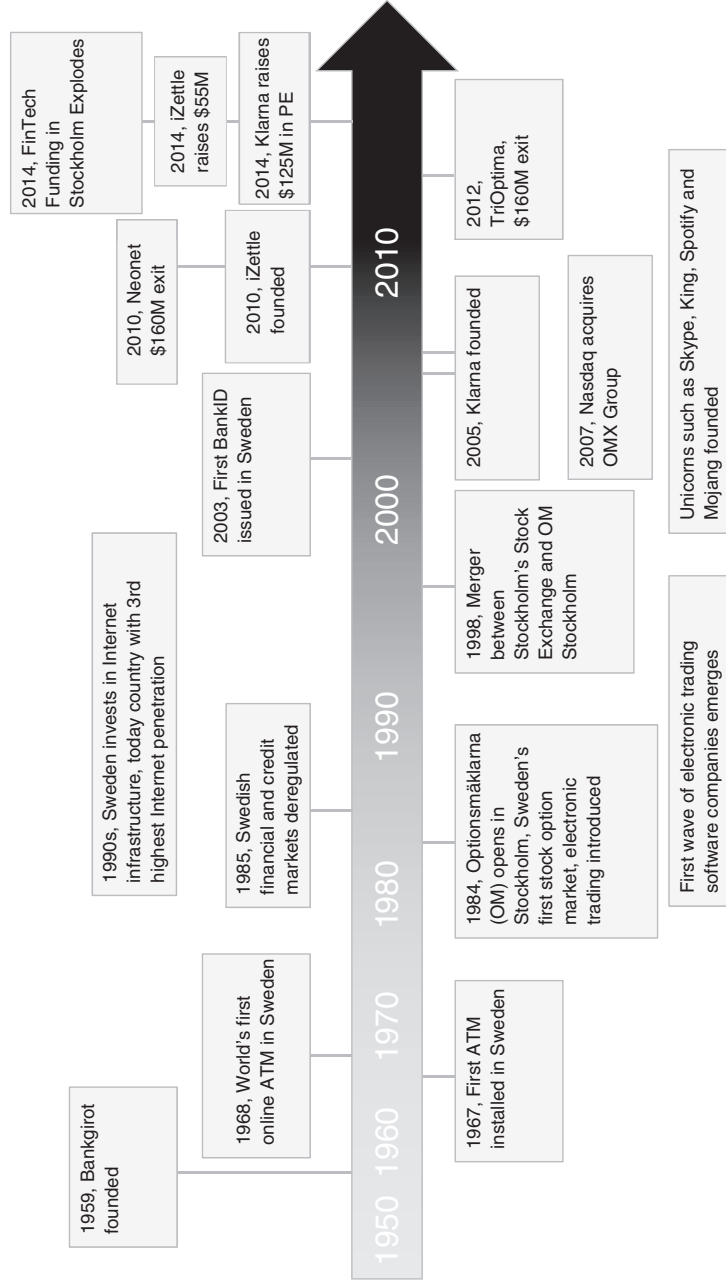 1959, Bankgirot
founded
1968, World's first
online ATM in Sweden
1990s, Sweden invests in Internet
infrastructure, today country with 3rd
highest Internet penetration
1985, Swedish
financial and credit
markets deregulated
2003, First BankID
issued in Sweden
2010, Neonet
$160M exit
2010, iZettle
founded
2014, FinTech
Funding in
Stockholm Explodes
2014, iZettle
raises $55M
2014, Klarna raises
$125M in PE
1950 1960 1970 1980 1990 2000 2010
1967, First ATM
installed in Sweden
1984, Optionsmäklarna
(OM) opens in
Stockholm, Sweden's
first stock option
market, electronic
trading introduced
1998, Merger
between
Stockholm's Stock
Exchange and OM
Stockholm
2005, Klarna founded
2007, Nasdaq acquires
OMX Group
2012,
TriOptima,
$160M exit
First wave of electronic trading
software companies emerges
Unicorns such as Skype, King, Spotify and
Mojang founded